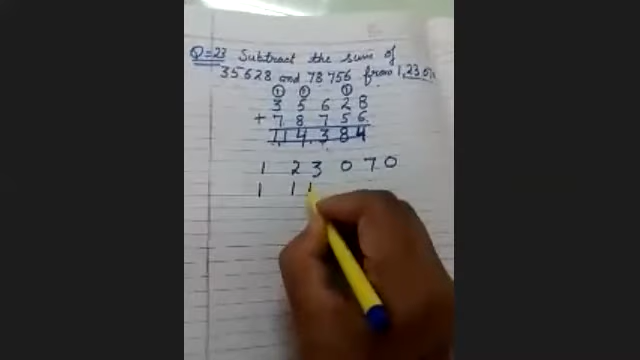 Q=23 Subtract the sum of
35628 and 78756 from 1,23,07
① ① ①
3 5 6 2 8
+ 7 8 7 5 6
1 1 4 3 8 4
1 2 3 0 7 0
1 1 1